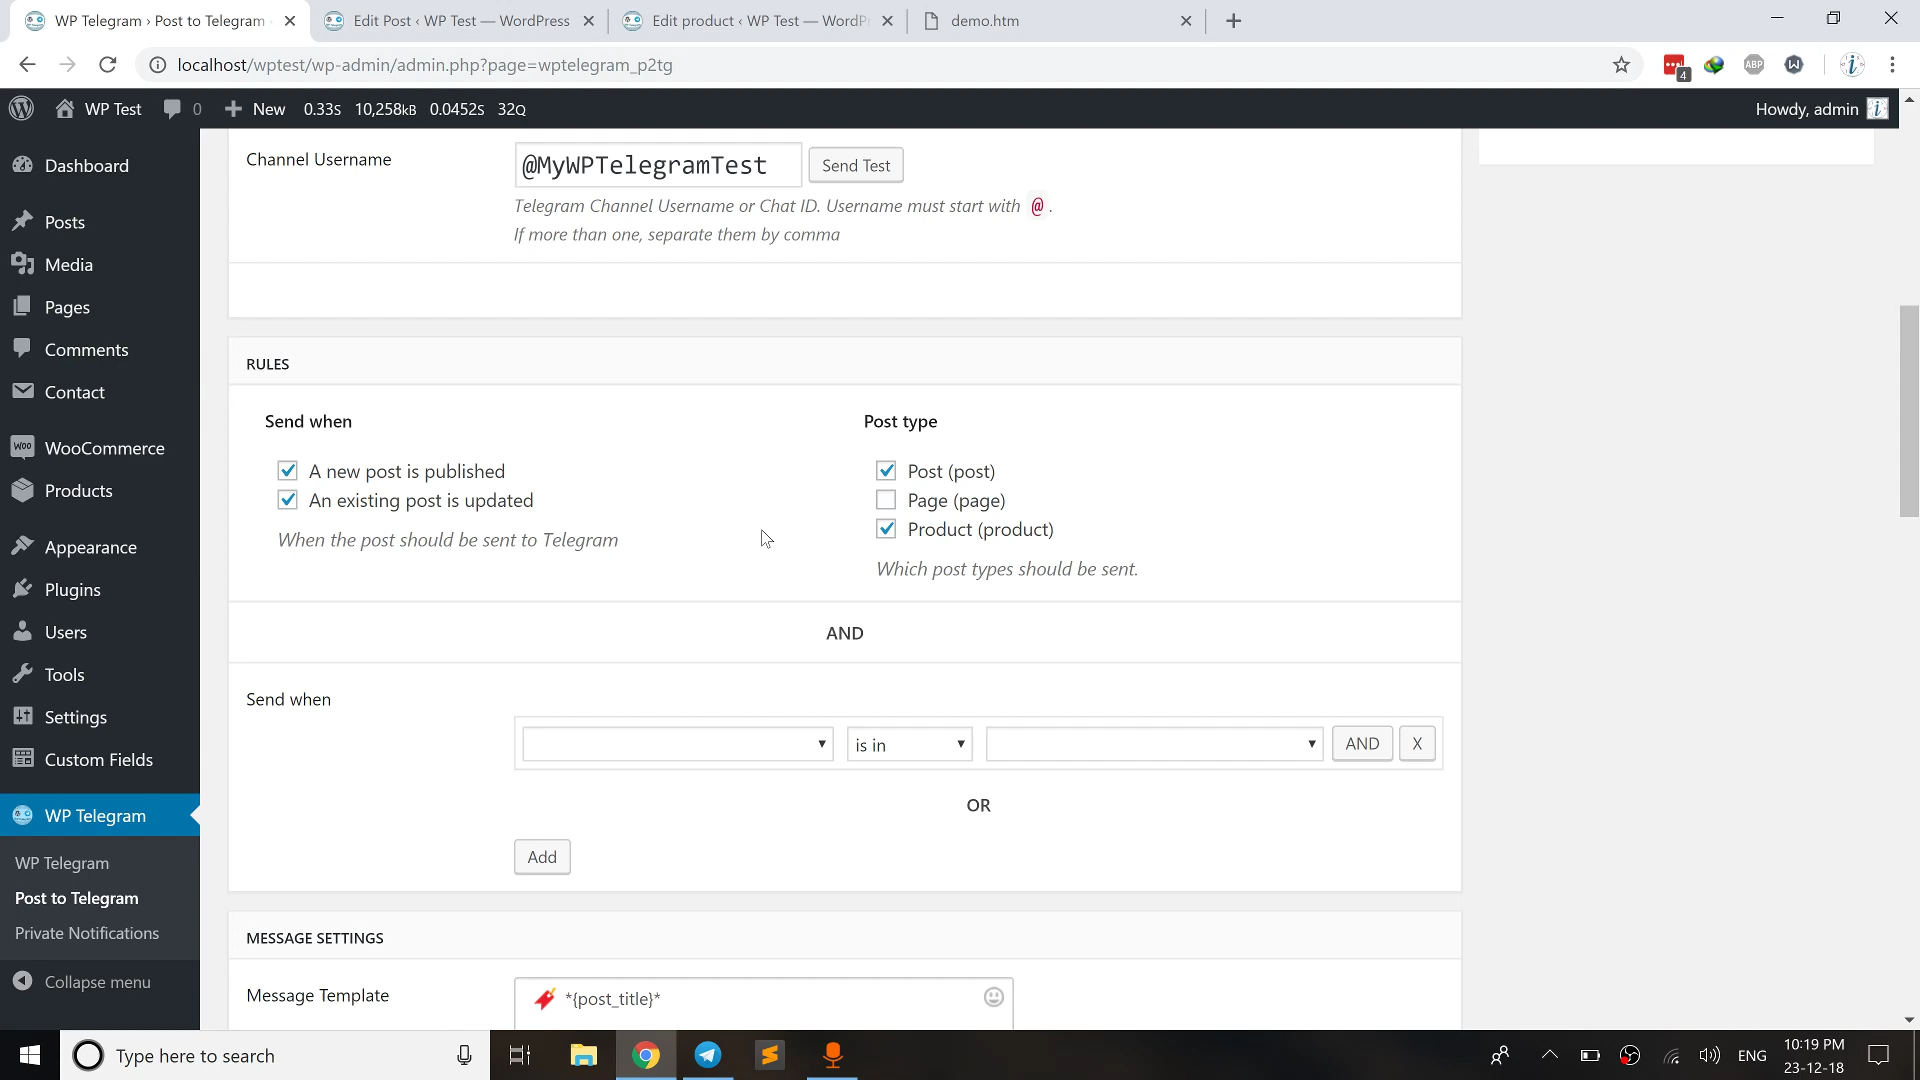 WP Telegram › Post to Telegram
Edit Post ‹ WP Test — WordPress
Edit product ‹ WP Test — WordPr
demo.htm
localhost/wptest/wp-admin/admin.php?page=wptelegram_p2tg
4
ABP
WP Test
0
New
0.33S
10,258KB
0.0452S
32Q
Howdy, admin
Dashboard
Posts
Media
Pages
Comments
Contact
WooCommerce
Products
Appearance
Plugins
Users
Tools
Settings
Custom Fields
WP Telegram
WP Telegram
Post to Telegram
Private Notifications
Collapse menu
Channel Username
@MyWPTelegramTest
Send Test
Telegram Channel Username or Chat ID. Username must start with @ .
If more than one, separate them by comma
RULES
Send when
A new post is published
An existing post is updated
When the post should be sent to Telegram
Post type
Post (post)
Page (page)
Product (product)
Which post types should be sent.
AND
Send when
is in
AND
X
OR
Add
MESSAGE SETTINGS
Message Template
*{post_title}*
Type here to search
ENG
10:19 PM
23-12-18